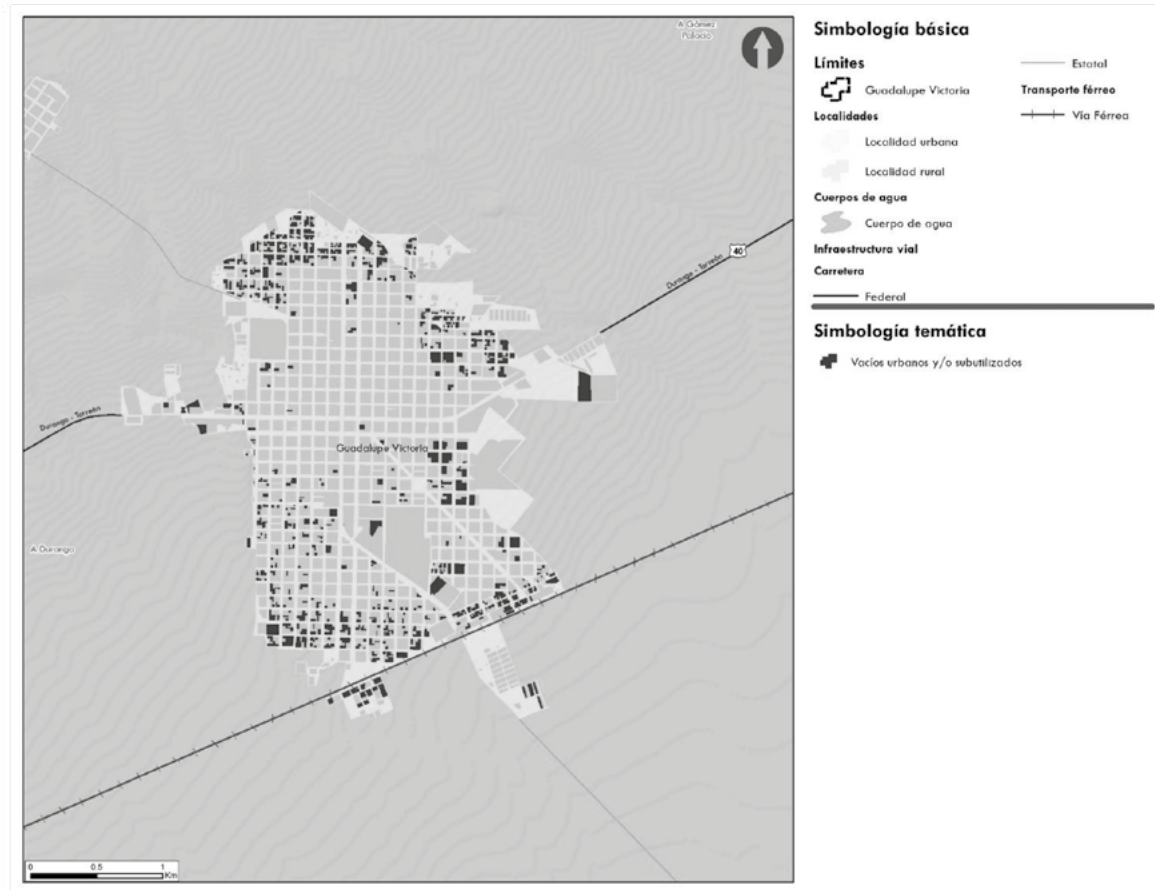 A Gómez
Palacio
40
Durango - Torreón
Durango - Torreón
Guadalupe Victoria
A Durango
0 0.5 1
Km
Simbología básica
Límites
Guadalupe Victoria
Localidades
Localidad urbana
Localidad rural
Cuerpos de agua
Cuerpo de agua
Infraestructura vial
Carretera
Federal
Estatal
Transporte férreo
Vía Férrea
Simbología temática
Vacíos urbanos y/o subutilizados